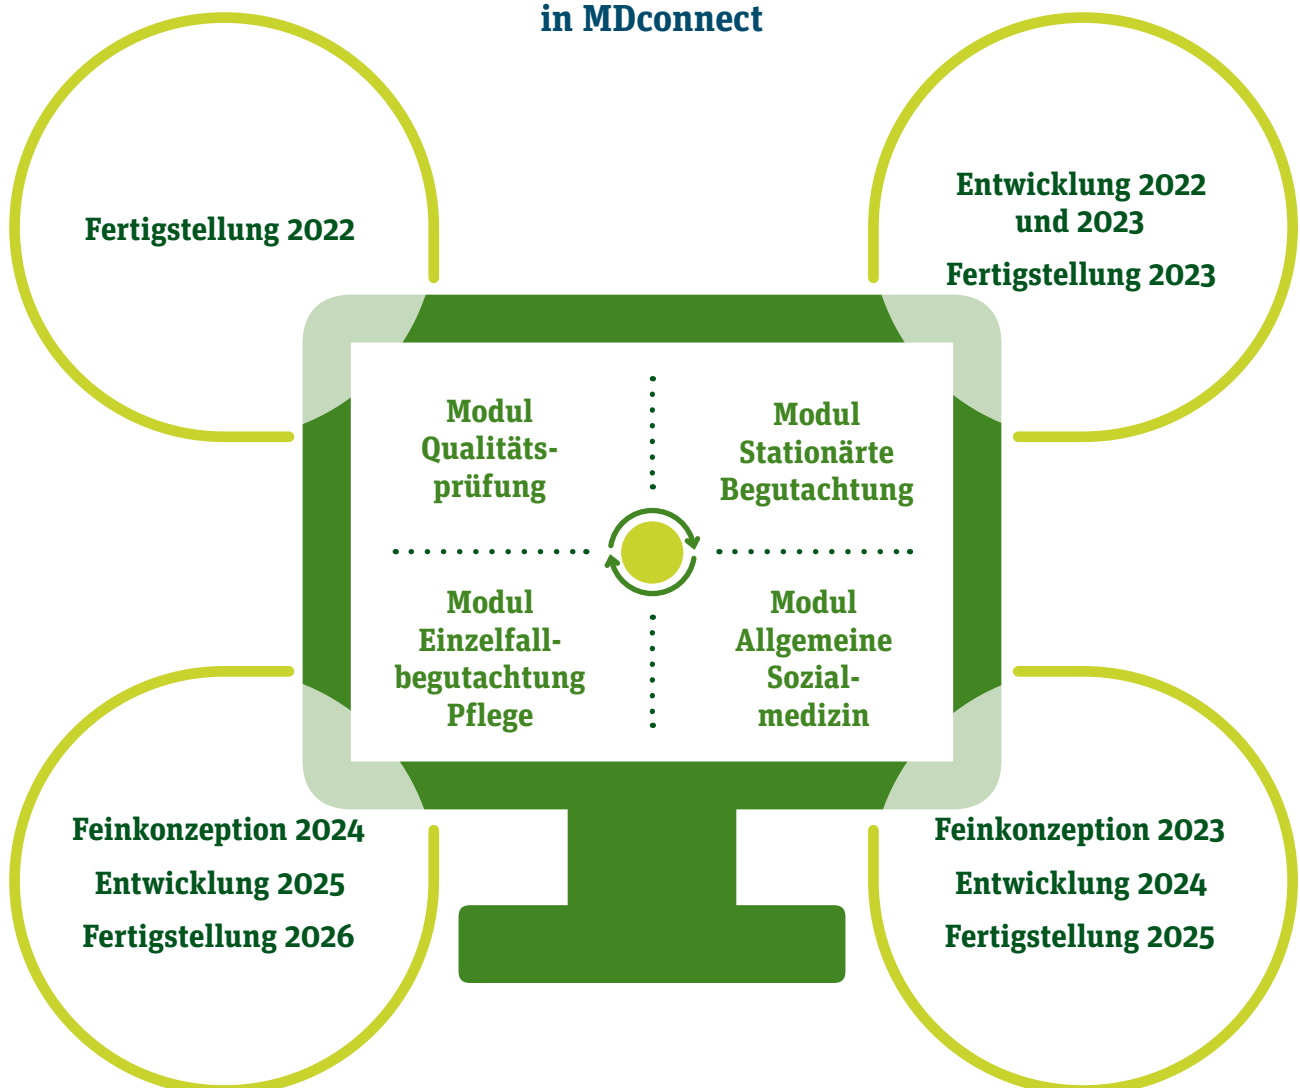 in MDconnect
Fertigstellung 2022
Entwicklung 2022
und 2023
Fertigstellung 2023
Modul
Qualitäts-
prüfung
Modul
Stationärte
Begutachtung
Modul
Einzelfall-
begutachtung
Pflege
Modul
Allgemeine
Sozial-
medizin
Feinkonzeption 2024
Entwicklung 2025
Fertigstellung 2026
Feinkonzeption 2023
Entwicklung 2024
Fertigstellung 2025